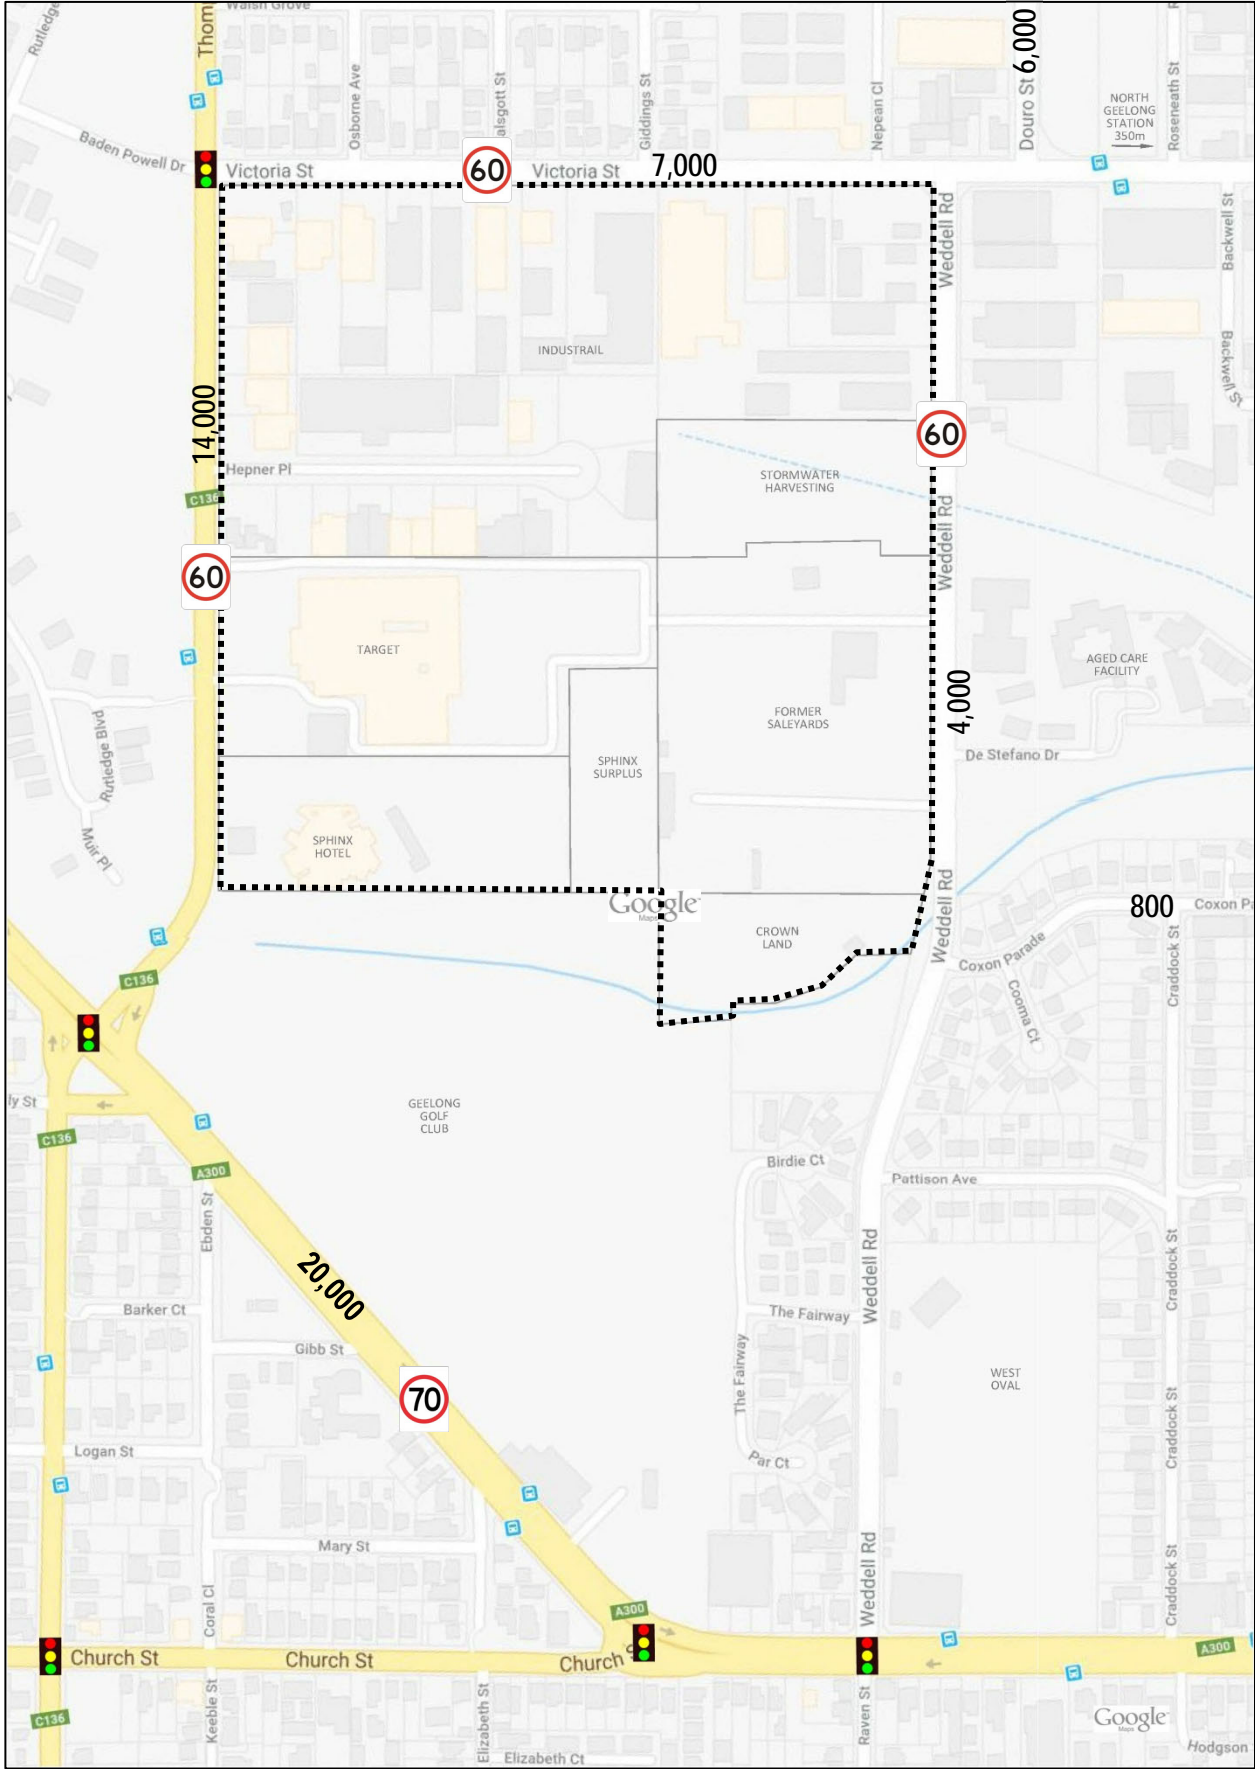 Walsh Grove
Rutledge
Thom
6,000
Osborne Ave
alsgott St
Giddings St
Nepean Cl
Douro St
NORTH
GEELONG
STATION
350m
Roseneath St
R
Baden Powell Dr
Victoria St
60
Victoria St
7,000
Weddell Rd
Backwell St
INDUSTRAIL
Backwell St
14,000
60
Hepner Pl
STORMWATER
HARVESTING
C136
Weddell Rd
60
TARGET
AGED CARE
FACILITY
4,000
FORMER
SALEYARDS
Rutledge Blvd
De Stefano Dr
SPHINX
SURPLUS
Muir Pl
SPHINX
HOTEL
Google
Maps
800
Coxon P
Weddell Rd
CROWN
LAND
Coxon Parade
Craddock St
C136
Cooma Ct
ly St
GEELONG
GOLF
CLUB
C136
A300
Birdie Ct
Pattison Ave
Ebden St
20,000
Weddell Rd
Craddock St
Barker Ct
The Fairway
Gibb St
The Fairway
WEST
OVAL
70
Craddock St
Logan St
Par Ct
Mary St
Weddell Rd
Craddock St
Coral Cl
A300
Church St
Church St
Church S
A300
Keeble St
Elizabeth St
Raven St
C136
Google
Maps
Elizabeth Ct
Hodgson